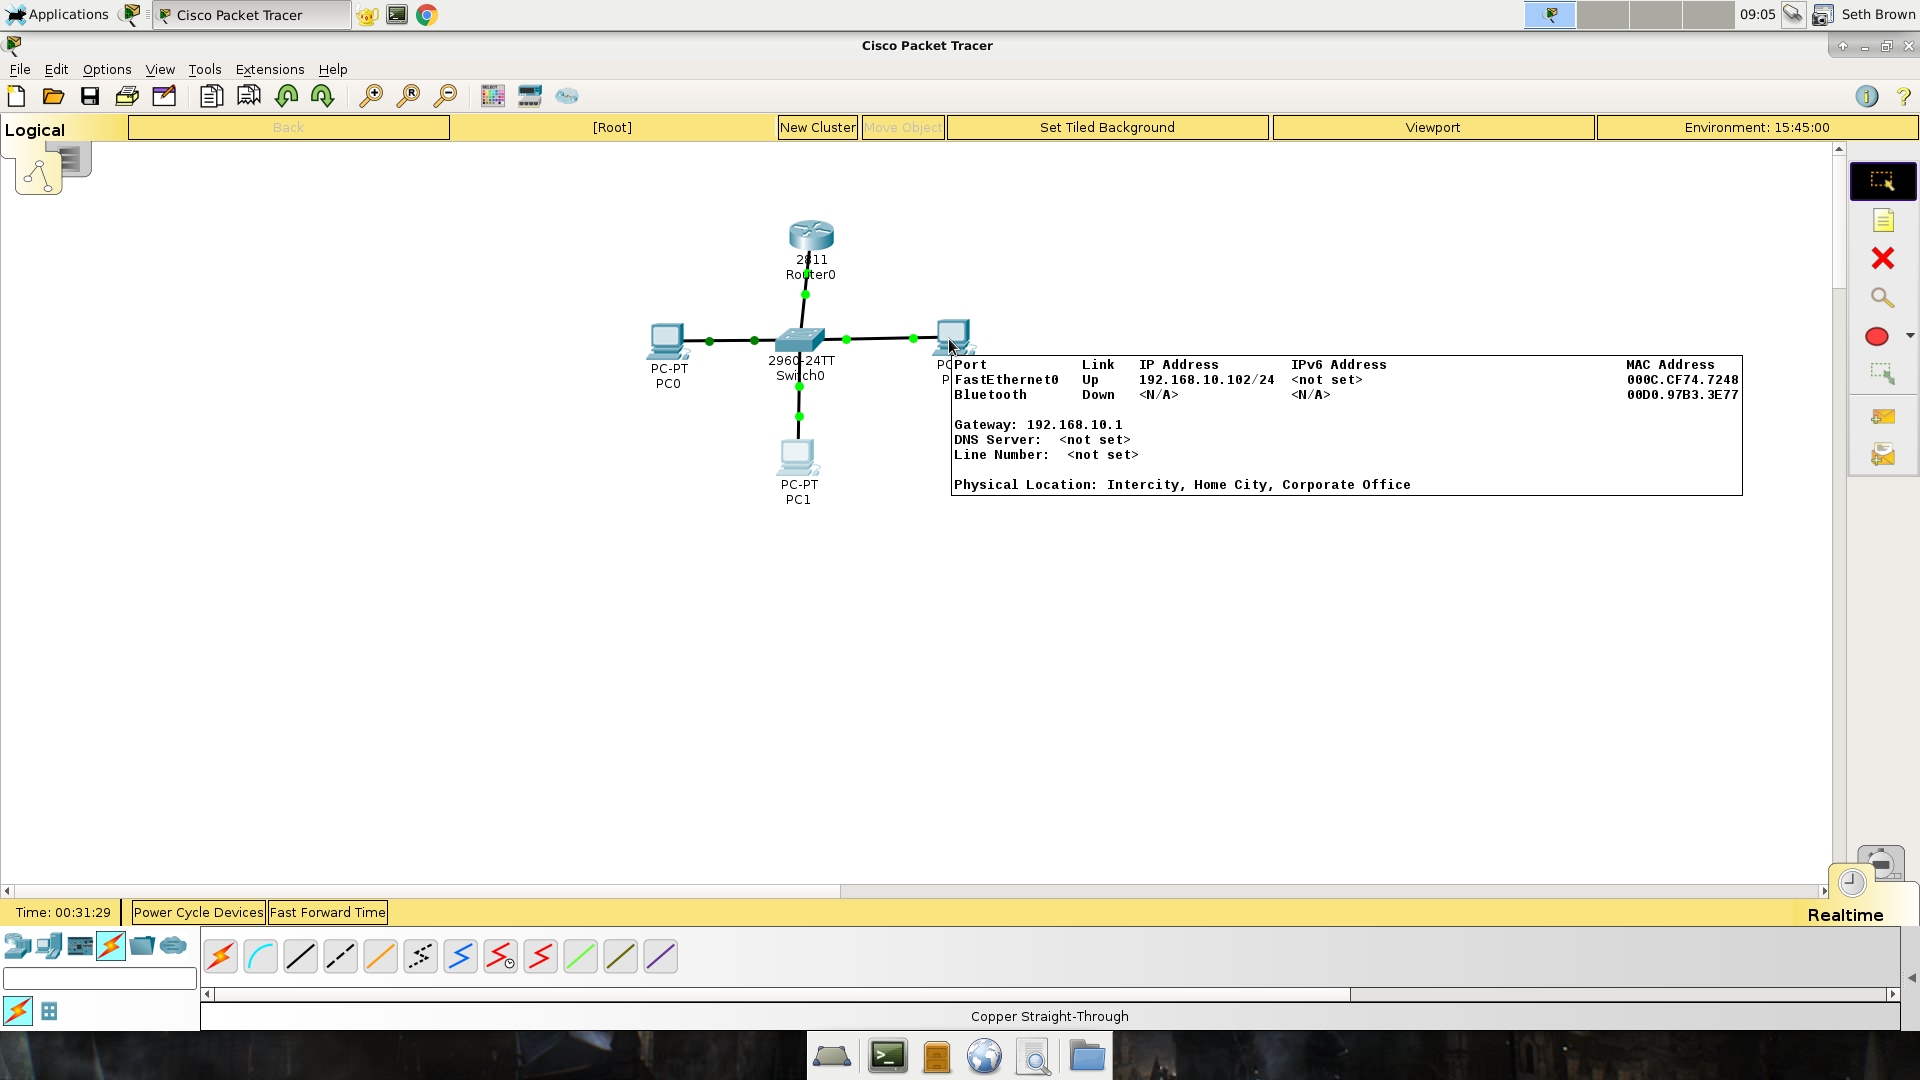 Applications Cisco Packet Tracer 09:05 Seth Brown
Cisco Packet Tracer
File Edit Options View Tools Extensions Help
Logical Back [Root] New Cluster Move Object Set Tiled Background Viewport Environment: 15:45:00
2811
Router0
PC-PT
PC0
2960-24TT
Switch0
PC-PT
PC1
PC
P
Port Link IP Address IPv6 Address MAC Address
FastEthernet0 Up 192.168.10.102/24 <not set> 000C.CF74.7248
Bluetooth Down <N/A> <N/A> 00D0.97B3.3E77
Gateway: 192.168.10.1
DNS Server: <not set>
Line Number: <not set>
Physical Location: Intercity, Home City, Corporate Office
Time: 00:31:29 Power Cycle Devices Fast Forward Time Realtime
Copper Straight-Through